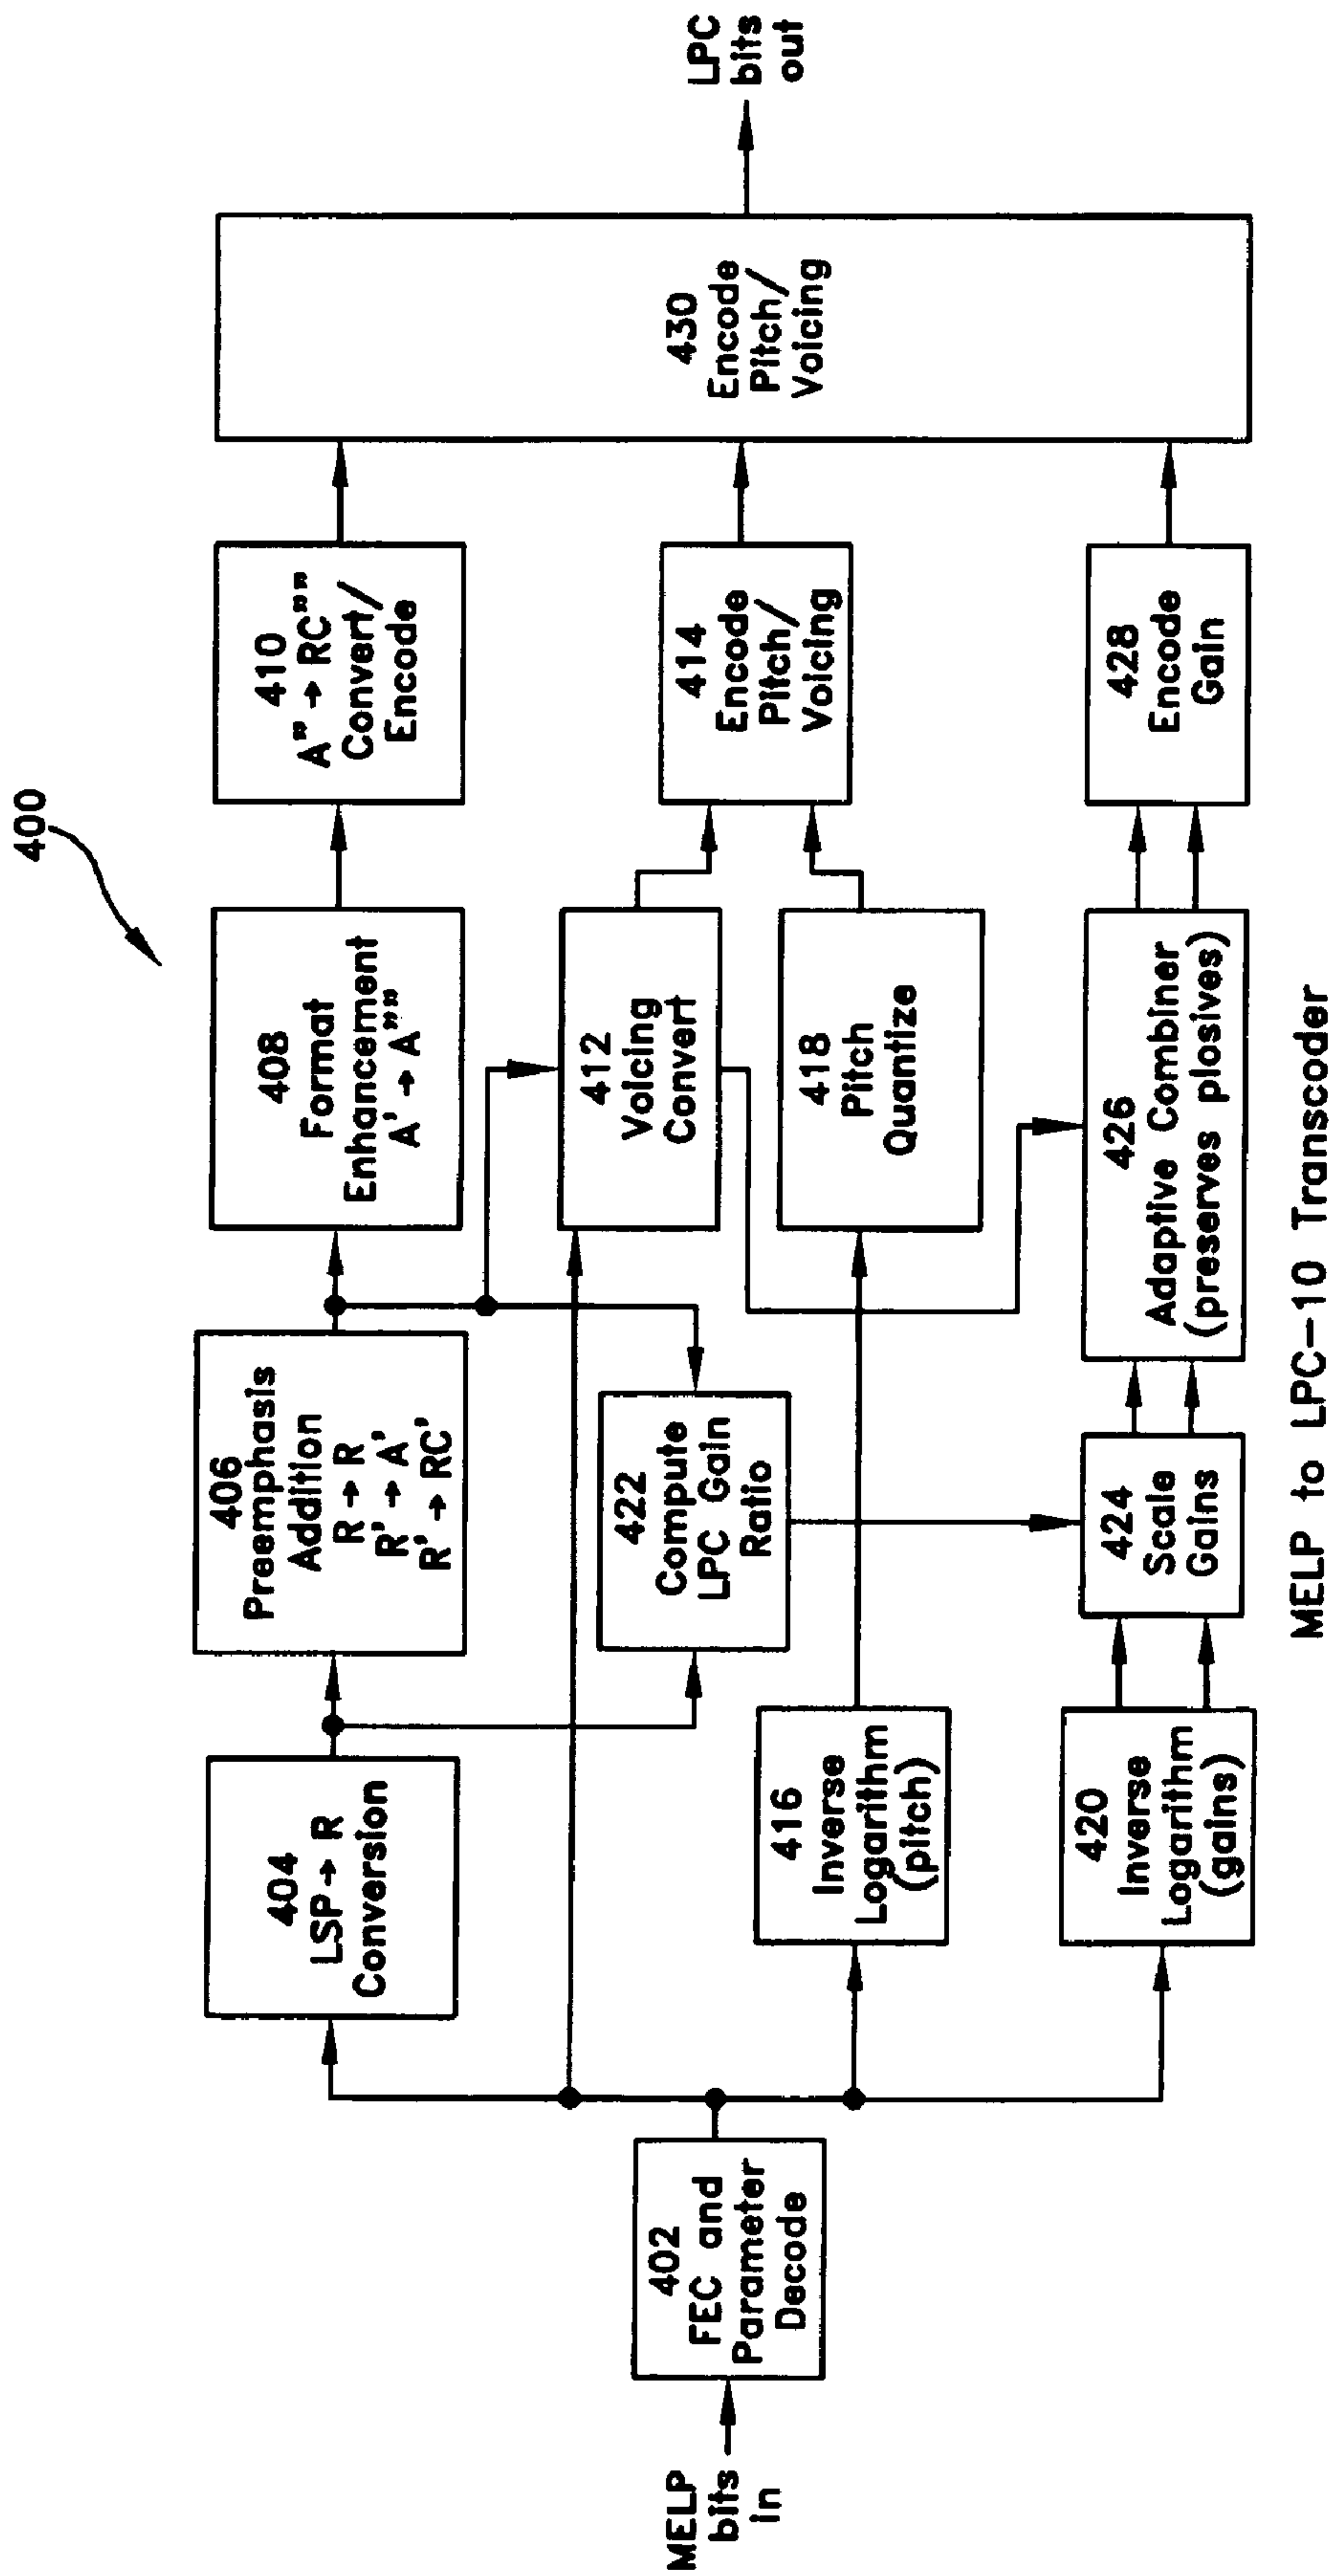 400
MELP
bits
in
402
FEC and
Parameter
Decode
404
LSP→ R
Conversion
406
Preemphasis
Addition
R → R
R' → A'
R' → RC'
408
Format
Enhancement
A' → A""
410
A" → RC""
Convert/
Encode
412
Voicing
Convert
414
Encode
Pitch/
Voicing
416
Inverse
Logarithm
(pitch)
418
Pitch
Quantize
420
Inverse
Logarithm
(gains)
422
Compute
LPC Gain
Ratio
424
Scale
Gains
426
Adaptive Combiner
(preserves plosives)
428
Encode
Gain
430
Encode
Pitch/
Voicing
LPC
bits
out
MELP to LPC-10 Transcoder